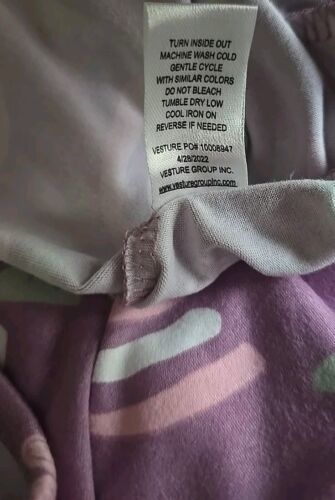 TURN INSIDE OUT
MACHINE WASH COLD
GENTLE CYCLE
WITH SIMILAR COLORS
DO NOT BLEACH
TUMBLE DRY LOW
COOL IRON ON
REVERSE IF NEEDED
VESTURE PO# 10008947
4/28/2022
VESTURE GROUP INC.
www.vesturegroupinc.com